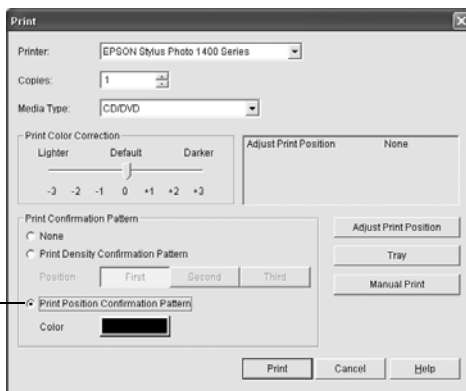 Print
Printer: EPSON Stylus Photo 1400 Series
Copies: 1
Media Type: CD/DVD
Print Color Correction
Lighter Default Darker
-3 -2 -1 0 +1 +2 +3
Adjust Print Position None
Print Confirmation Pattern
None
Print Density Confirmation Pattern
Position First Second Third
Print Position Confirmation Pattern
Color
Adjust Print Position
Tray
Manual Print
Print Cancel Help